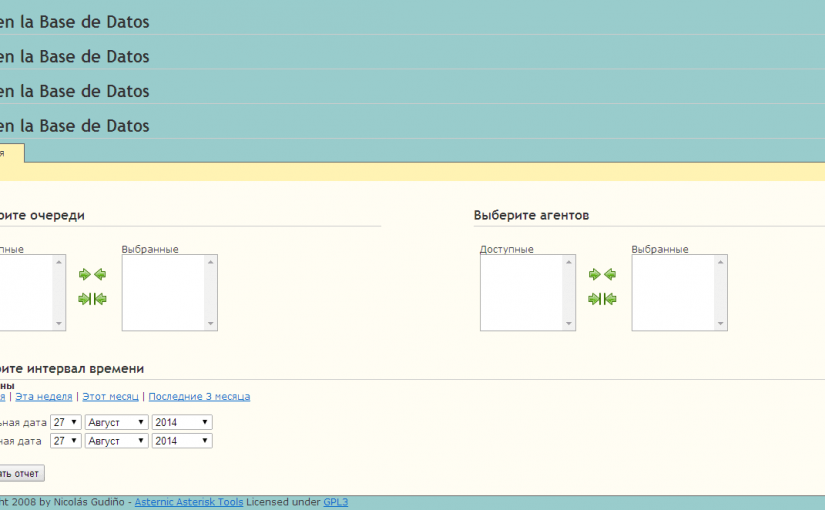 en la Base de Datos
en la Base de Datos
en la Base de Datos
en la Base de Datos
я
рите очереди
Выберите агентов
пные Выбранные
Доступные Выбранные
рите интервал времени
ны
я | Эта неделя | Этот месяц | Последние 3 месяца
ьная дата 27 Август 2014
ная дата 27 Август 2014
ать отчет
ht 2008 by Nicolás Gudiño - Asternic Asterisk Tools Licensed under GPL3